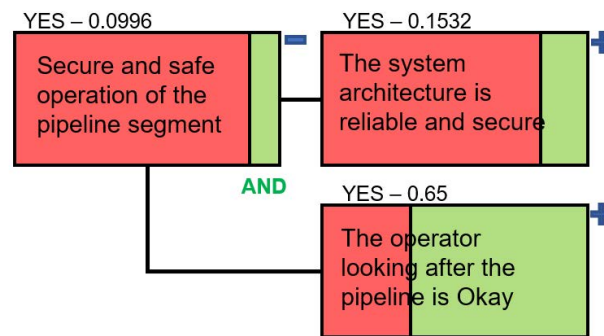 YES – 0.0996
Secure and safe
operation of the
pipeline segment
AND
YES – 0.1532
The system
architecture is
reliable and secure
YES – 0.65
The operator
looking after the
pipeline is Okay